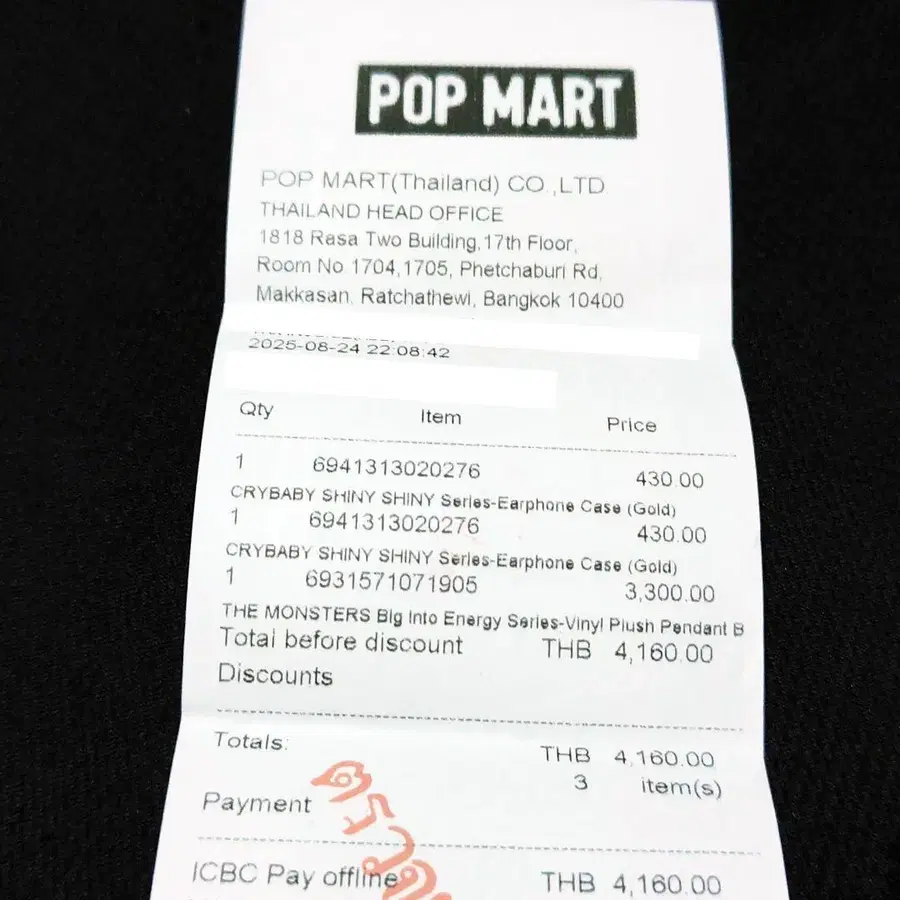 POP MART
POP MART(Thailand) CO.,LTD
THAILAND HEAD OFFICE
1818 Rasa Two Building,17th Floor,
Room No 1704,1705, Phetchaburi Rd,
Makkasan, Ratchathewi, Bangkok 10400
2025-08-24 22:08:42
Qty Item Price
1 6941313020276 430.00
CRYBABY SHINY SHINY Series-Earphone Case (Gold)
1 6941313020276 430.00
CRYBABY SHINY SHINY Series-Earphone Case (Gold)
1 6931571071905 3,300.00
THE MONSTERS Big Into Energy Series-Vinyl Plush Pendant B
Total before discount THB 4,160.00
Discounts
Totals: THB 4,160.00
3 item(s)
Payment
ICBC Pay offline THB 4,160.00